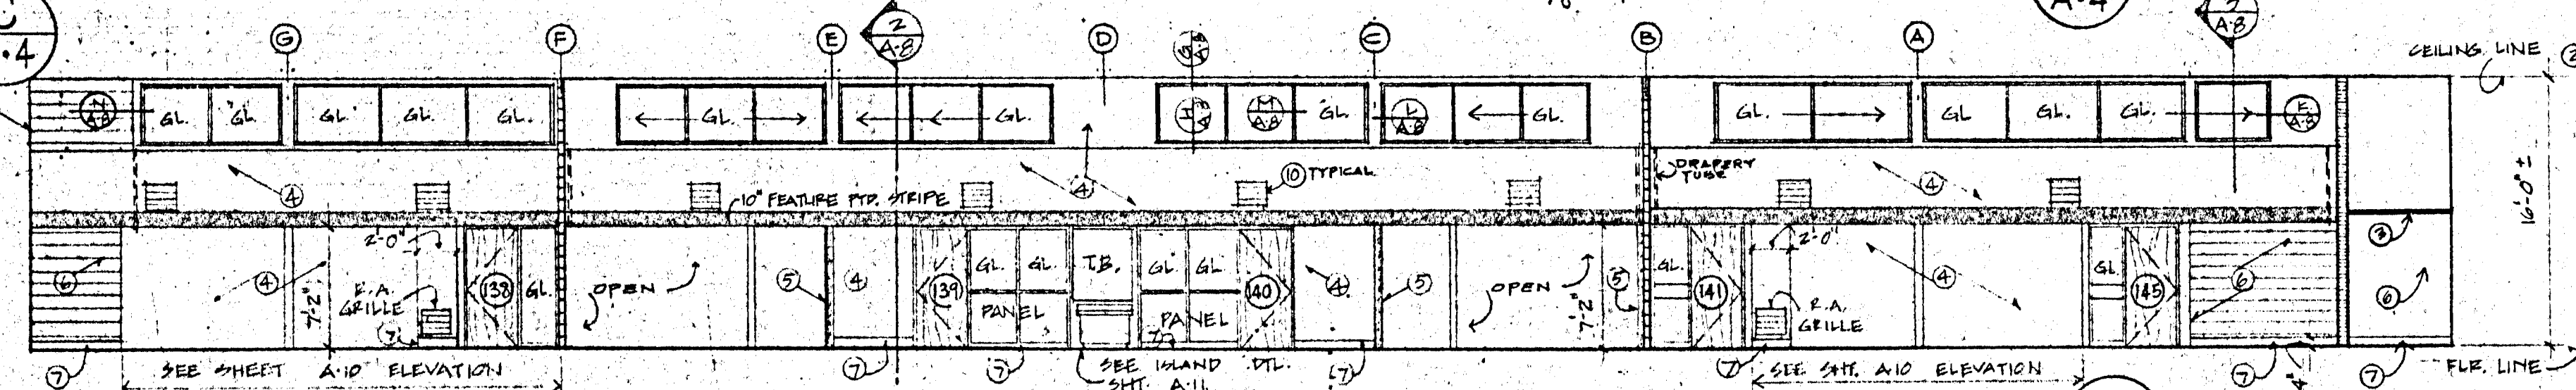 A.4
G
F
E
2
A-8
D
C
B
A.4
A
A-8
CEILING LINE
N
A-8
GL.
GL.
GL.
GL.
GL.
GL.
GL.
M
A-8
GL
L
A-8
GL.
GL.
GL
GL.
GL.
E
A-8
4
10" FEATURE PTD. STRIPE
4
10 TYPICAL
DRAPERY
TUBE
4
16'-0" ±
3
2'-0"
2'-0"
6
4
7'-2"
R.A.
GRILLE
7
138
GL.
OPEN
5
4
139
GL.
GL.
PANEL
T.B.
GL
GL
PANEL
140
4
5
OPEN
7'-2"
5
GL.
141
R.A.
GRILLE
4
GL
145
6
6
7
SEE SHEET A-10 ELEVATION
7
7
SEE ISLAND DTL.
SHT. A-11
7
7
SEE SHT. A-10 ELEVATION
7
4"
7
FLR. LINE